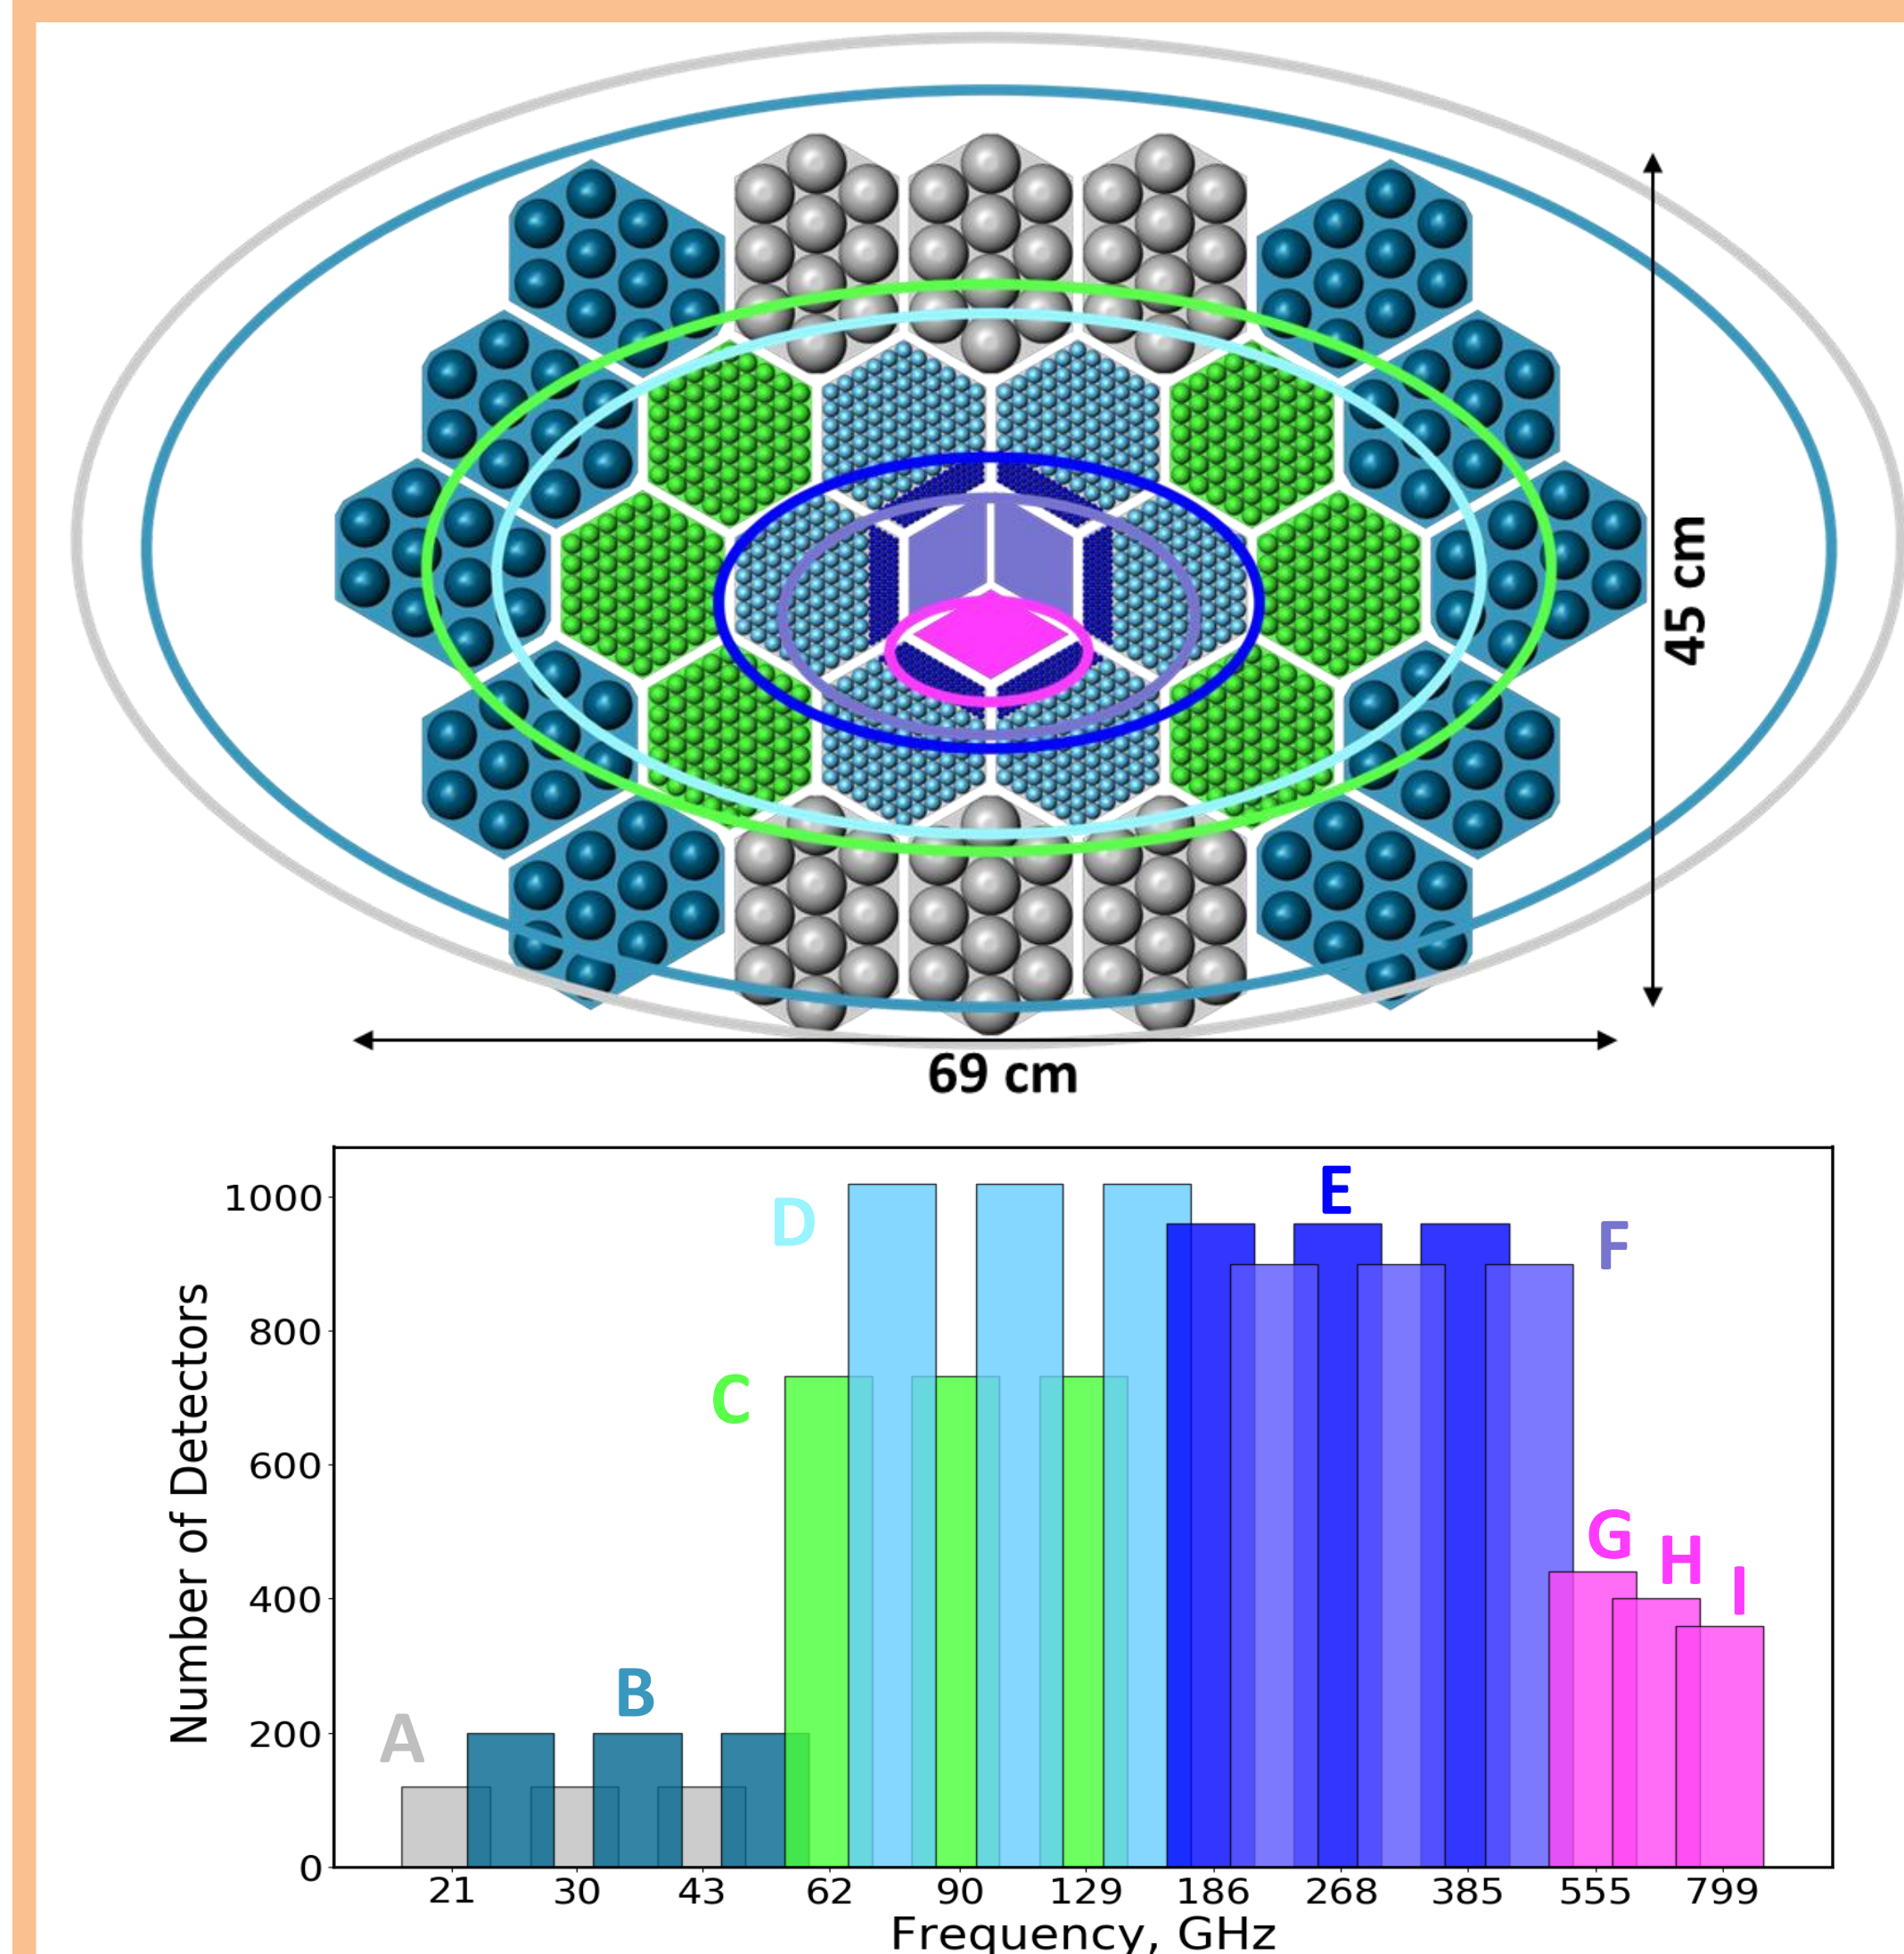 45 cm
69 cm
1000
800
600
400
200
0
Number of Detectors
A
B
C
D
E
F
G
H
I
21 30 43 62 90 129 186 268 385 555 799
Frequency, GHz